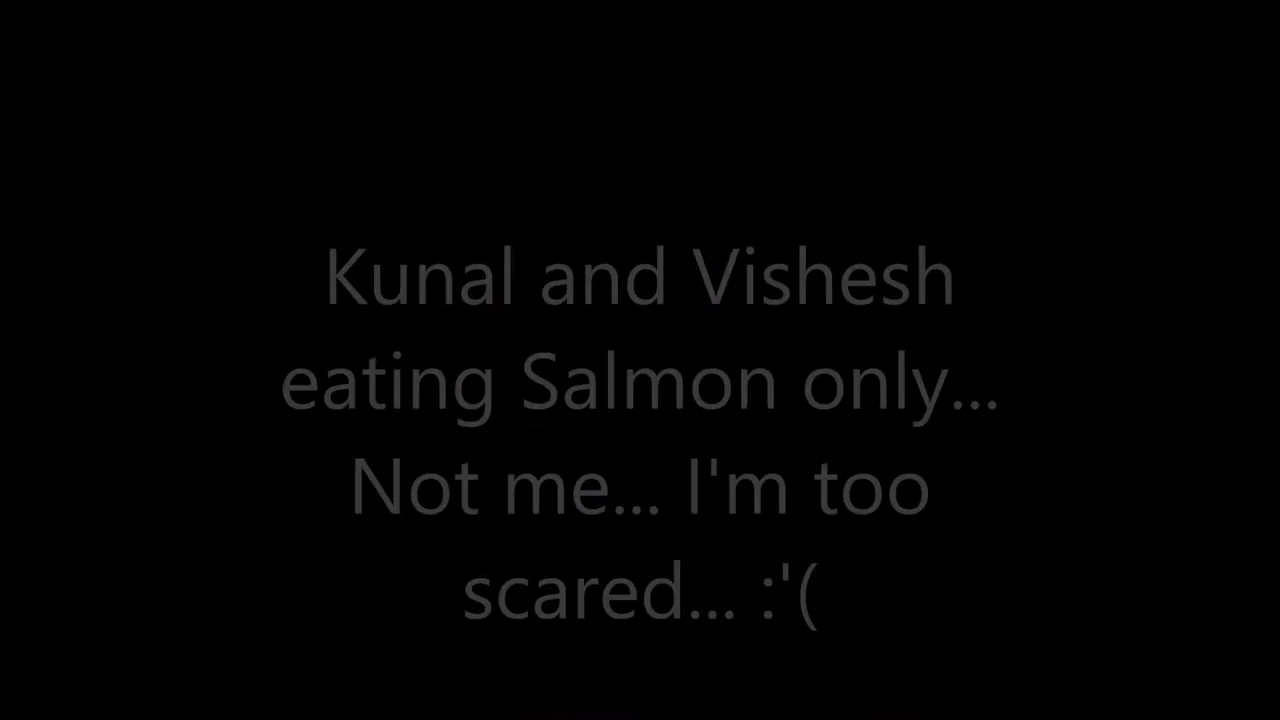 Kunal and Vishesh
eating Salmon only...
Not me... I'm too
scared... :'(